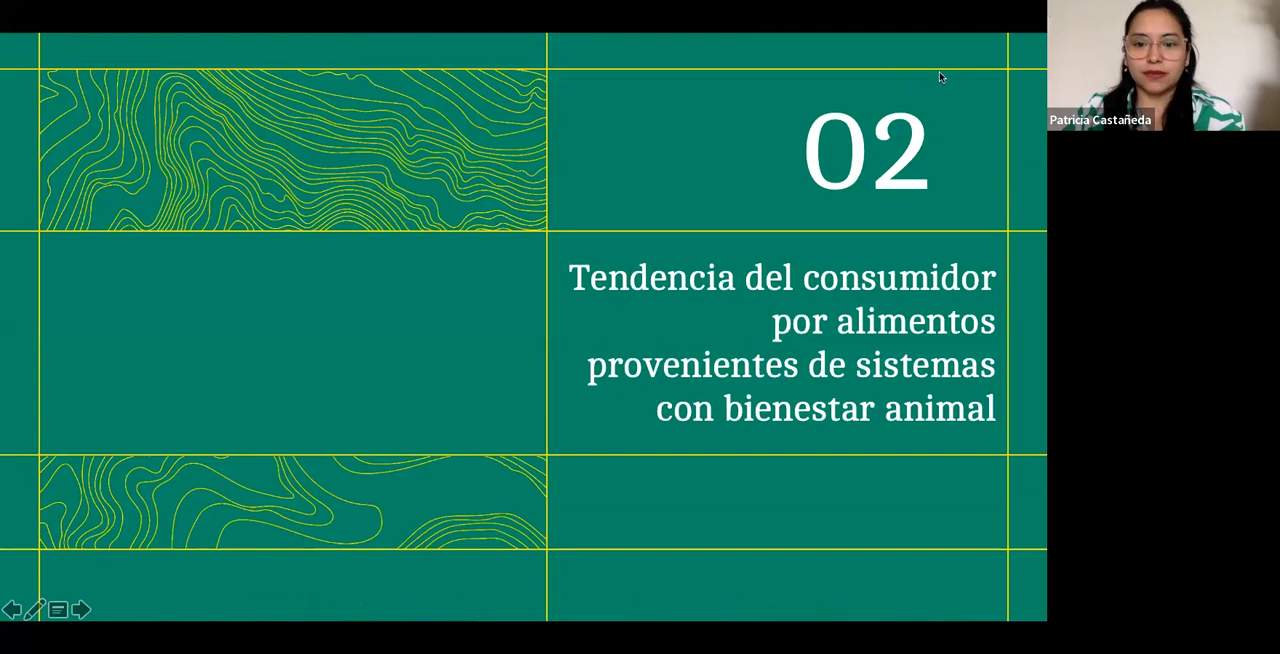 02
Tendencia del consumidor
por alimentos
provenientes de sistemas
con bienestar animal
Patricia Castañeda